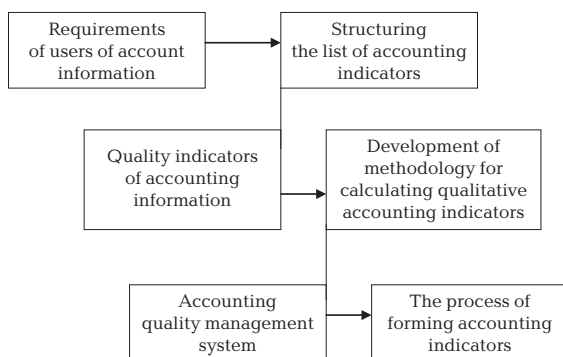 Requirements
of users of account
information
Structuring
the list of accounting
indicators
Quality indicators
of accounting
information
Development of
methodology for
calculating qualitative
accounting indicators
Accounting
quality management
system
The process of
forming accounting
indicators